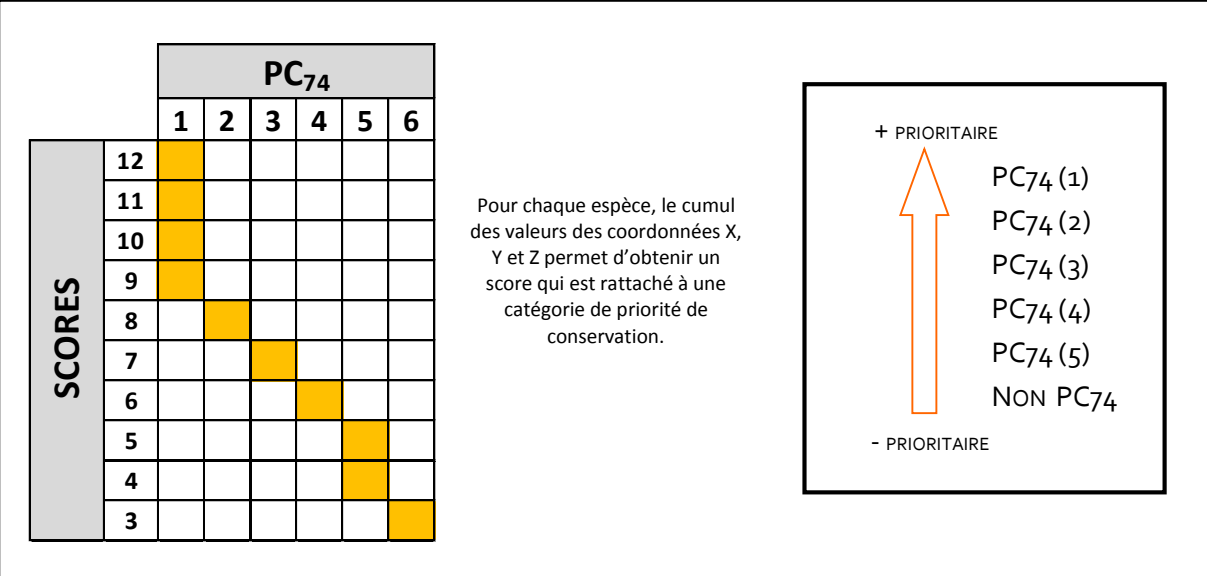 PC74
1 2 3 4 5 6
SCORES
12
11
10
9
8
7
6
5
4
3
Pour chaque espèce, le cumul
des valeurs des coordonnées X,
Y et Z permet d’obtenir un
score qui est rattaché à une
catégorie de priorité de
conservation.
+ PRIORITAIRE
PC74 (1)
PC74 (2)
PC74 (3)
PC74 (4)
PC74 (5)
NON PC74
- PRIORITAIRE